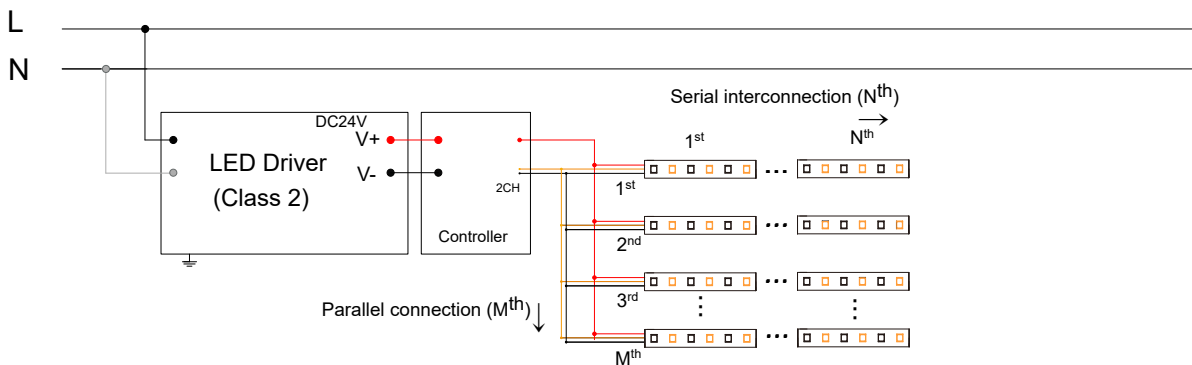 L
N
Serial interconnection (Nth)
1st
Nth
DC24V
V+
LED Driver
(Class 2)
V-
2CH
Controller
1st
2nd
3rd
Parallel connection (Mth)
Mth